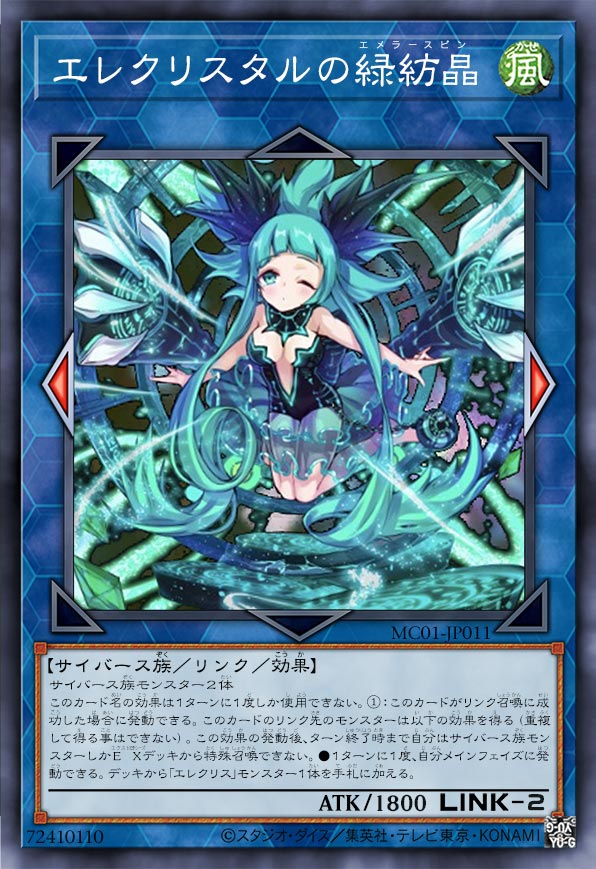 エメラースピン
エレクリスタルの緑紡晶
かぜ
風
MC01-JP011
【サイバース族／リンク／効果】
サイバース族モンスター２体
このカード名の効果は1ターンに1度しか使用できない。①：このカードがリンク召喚に成
功した場合に発動できる。このカードのリンク先のモンスターは以下の効果を得る（重複
して得る事はできない）。この効果の発動後、ターン終了時まで自分はサイバース族モン
スターしかＥＸデッキから特殊召喚できない。●1ターンに1度、自分メインフェイズに発
動できる。デッキから「エレクリス」モンスター1体を手札に加える。
ATK/1800 LINK-2
72410110 ©スタジオ・ダイス／集英社・テレビ東京・KONAMI